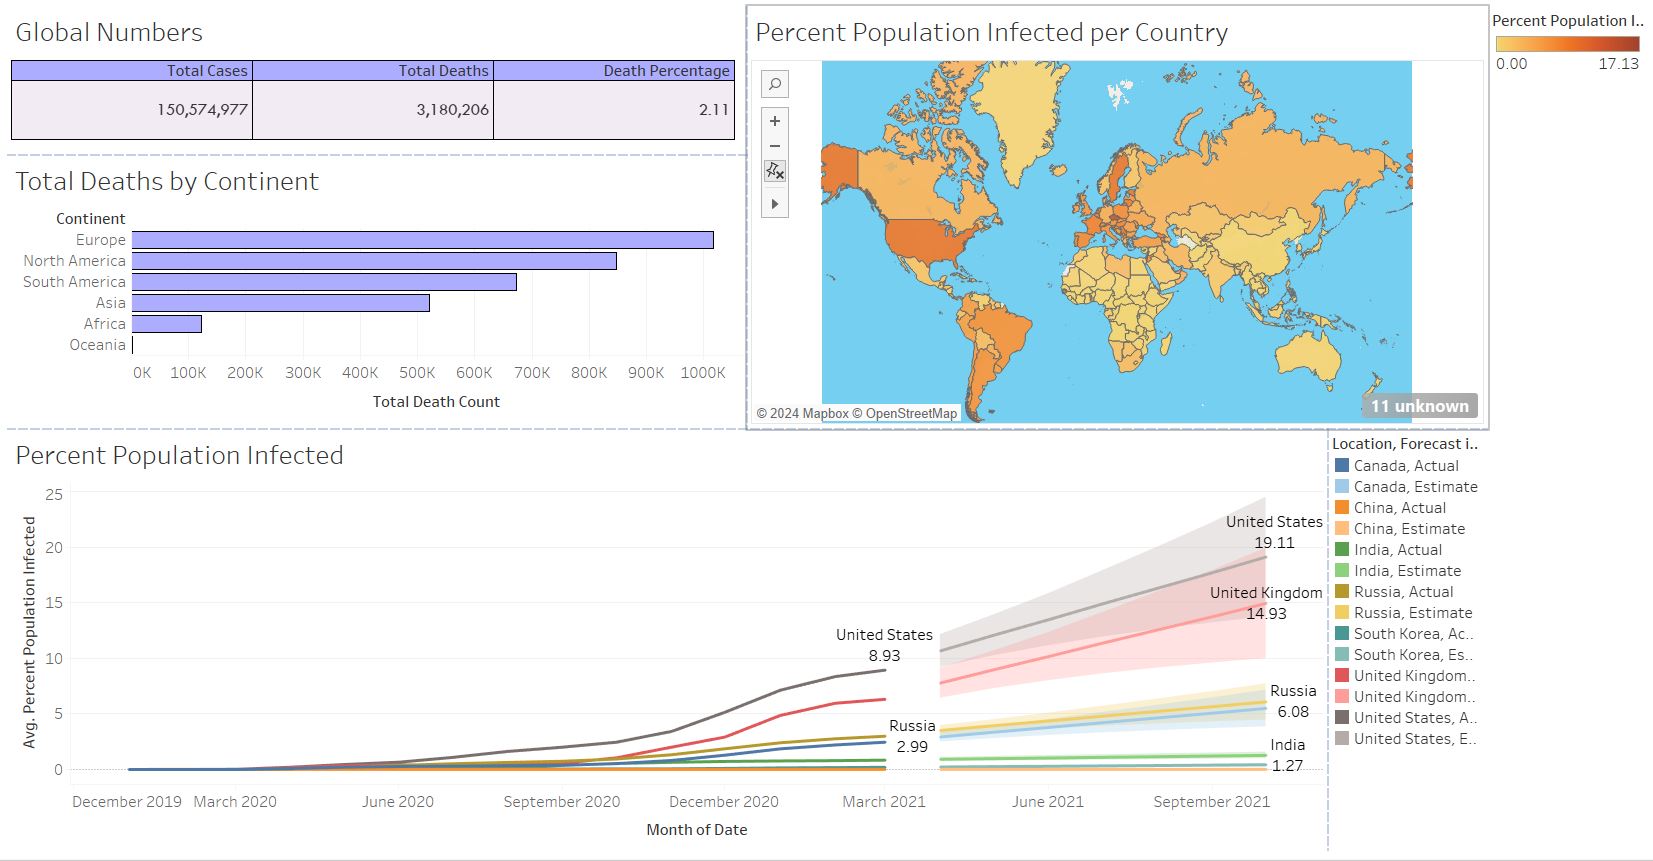 Global Numbers
Total Cases Total Deaths Death Percentage
150,574,977 3,180,206 2.11
Total Deaths by Continent
Continent
Europe
North America
South America
Asia
Africa
Oceania
0K 100K 200K 300K 400K 500K 600K 700K 800K 900K 1000K
Total Death Count
Percent Population Infected per Country
© 2024 Mapbox © OpenStreetMap
11 unknown
Percent Population I..
0.00 17.13
Percent Population Infected
Avg. Percent Population Infected
25
20
15
10
5
0
United States
8.93
Russia
2.99
United States
19.11
United Kingdom
14.93
Russia
6.08
India
1.27
December 2019 March 2020 June 2020 September 2020 December 2020 March 2021 June 2021 September 2021
Month of Date
Location, Forecast i..
Canada, Actual
Canada, Estimate
China, Actual
China, Estimate
India, Actual
India, Estimate
Russia, Actual
Russia, Estimate
South Korea, Ac..
South Korea, Es..
United Kingdom..
United Kingdom..
United States, A..
United States, E..